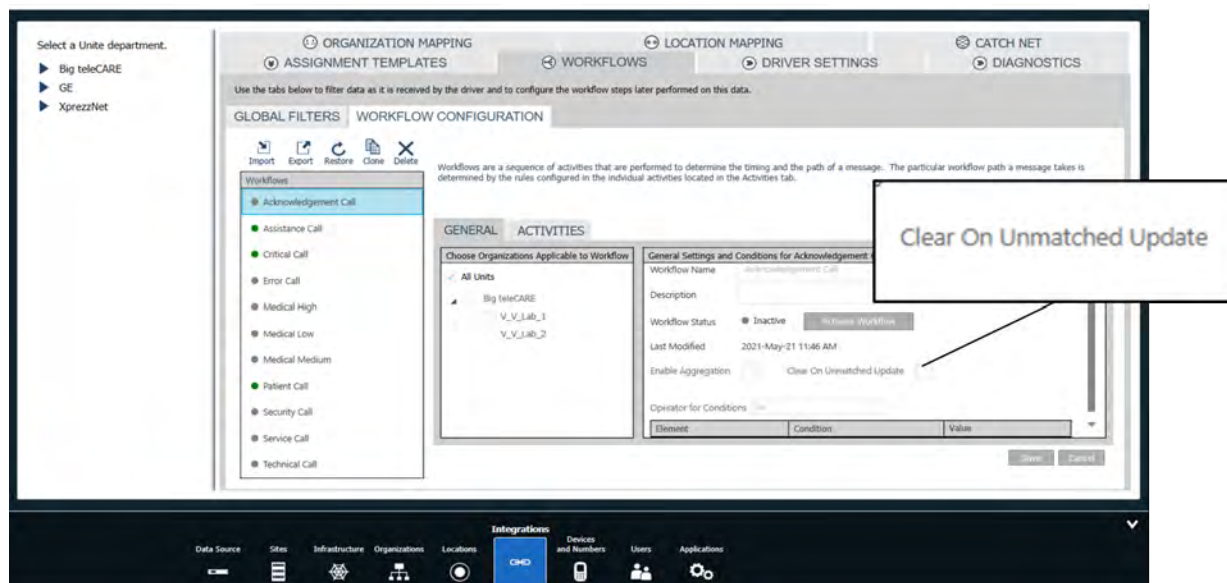 Select a Unite department.
Big teleCARE
GE
XprezzNet
ORGANIZATION MAPPING
LOCATION MAPPING
CATCH NET
ASSIGNMENT TEMPLATES
WORKFLOWS
DRIVER SETTINGS
DIAGNOSTICS
Use the tabs below to filter data as it is received by the driver and to configure the workflow steps later performed on this data.
GLOBAL FILTERS
WORKFLOW CONFIGURATION
Import
Export
Restore
Clone
Delete
Workflows are a sequence of activities that are performed to determine the timing and the path of a message. The particular workflow path a message takes is
determined by the rules configured in the individual activities located in the Activities tab.
Workflows
Acknowledgement Call
Assistance Call
Critical Call
Error Call
Medical High
Medical Low
Medical Medium
Patient Call
Security Call
Service Call
Technical Call
GENERAL
ACTIVITIES
Choose Organizations Applicable to Workflow
All Units
Big teleCARE
V_V_Lab_1
V_V_Lab_2
General Settings and Conditions for Acknowledgement
Workflow Name
Acknowledgement Call
Description
Workflow Status
Inactive
Activate Workflow
Last Modified
2021-May-21 11:46 AM
Enable Aggregation
Clear On Unmatched Update
Operator for Conditions
Element
Condition
Value
Save
Cancel
Clear On Unmatched Update
Integrations
Data Source
Sites
Infrastructure
Organizations
Locations
Devices
and Numbers
Users
Applications